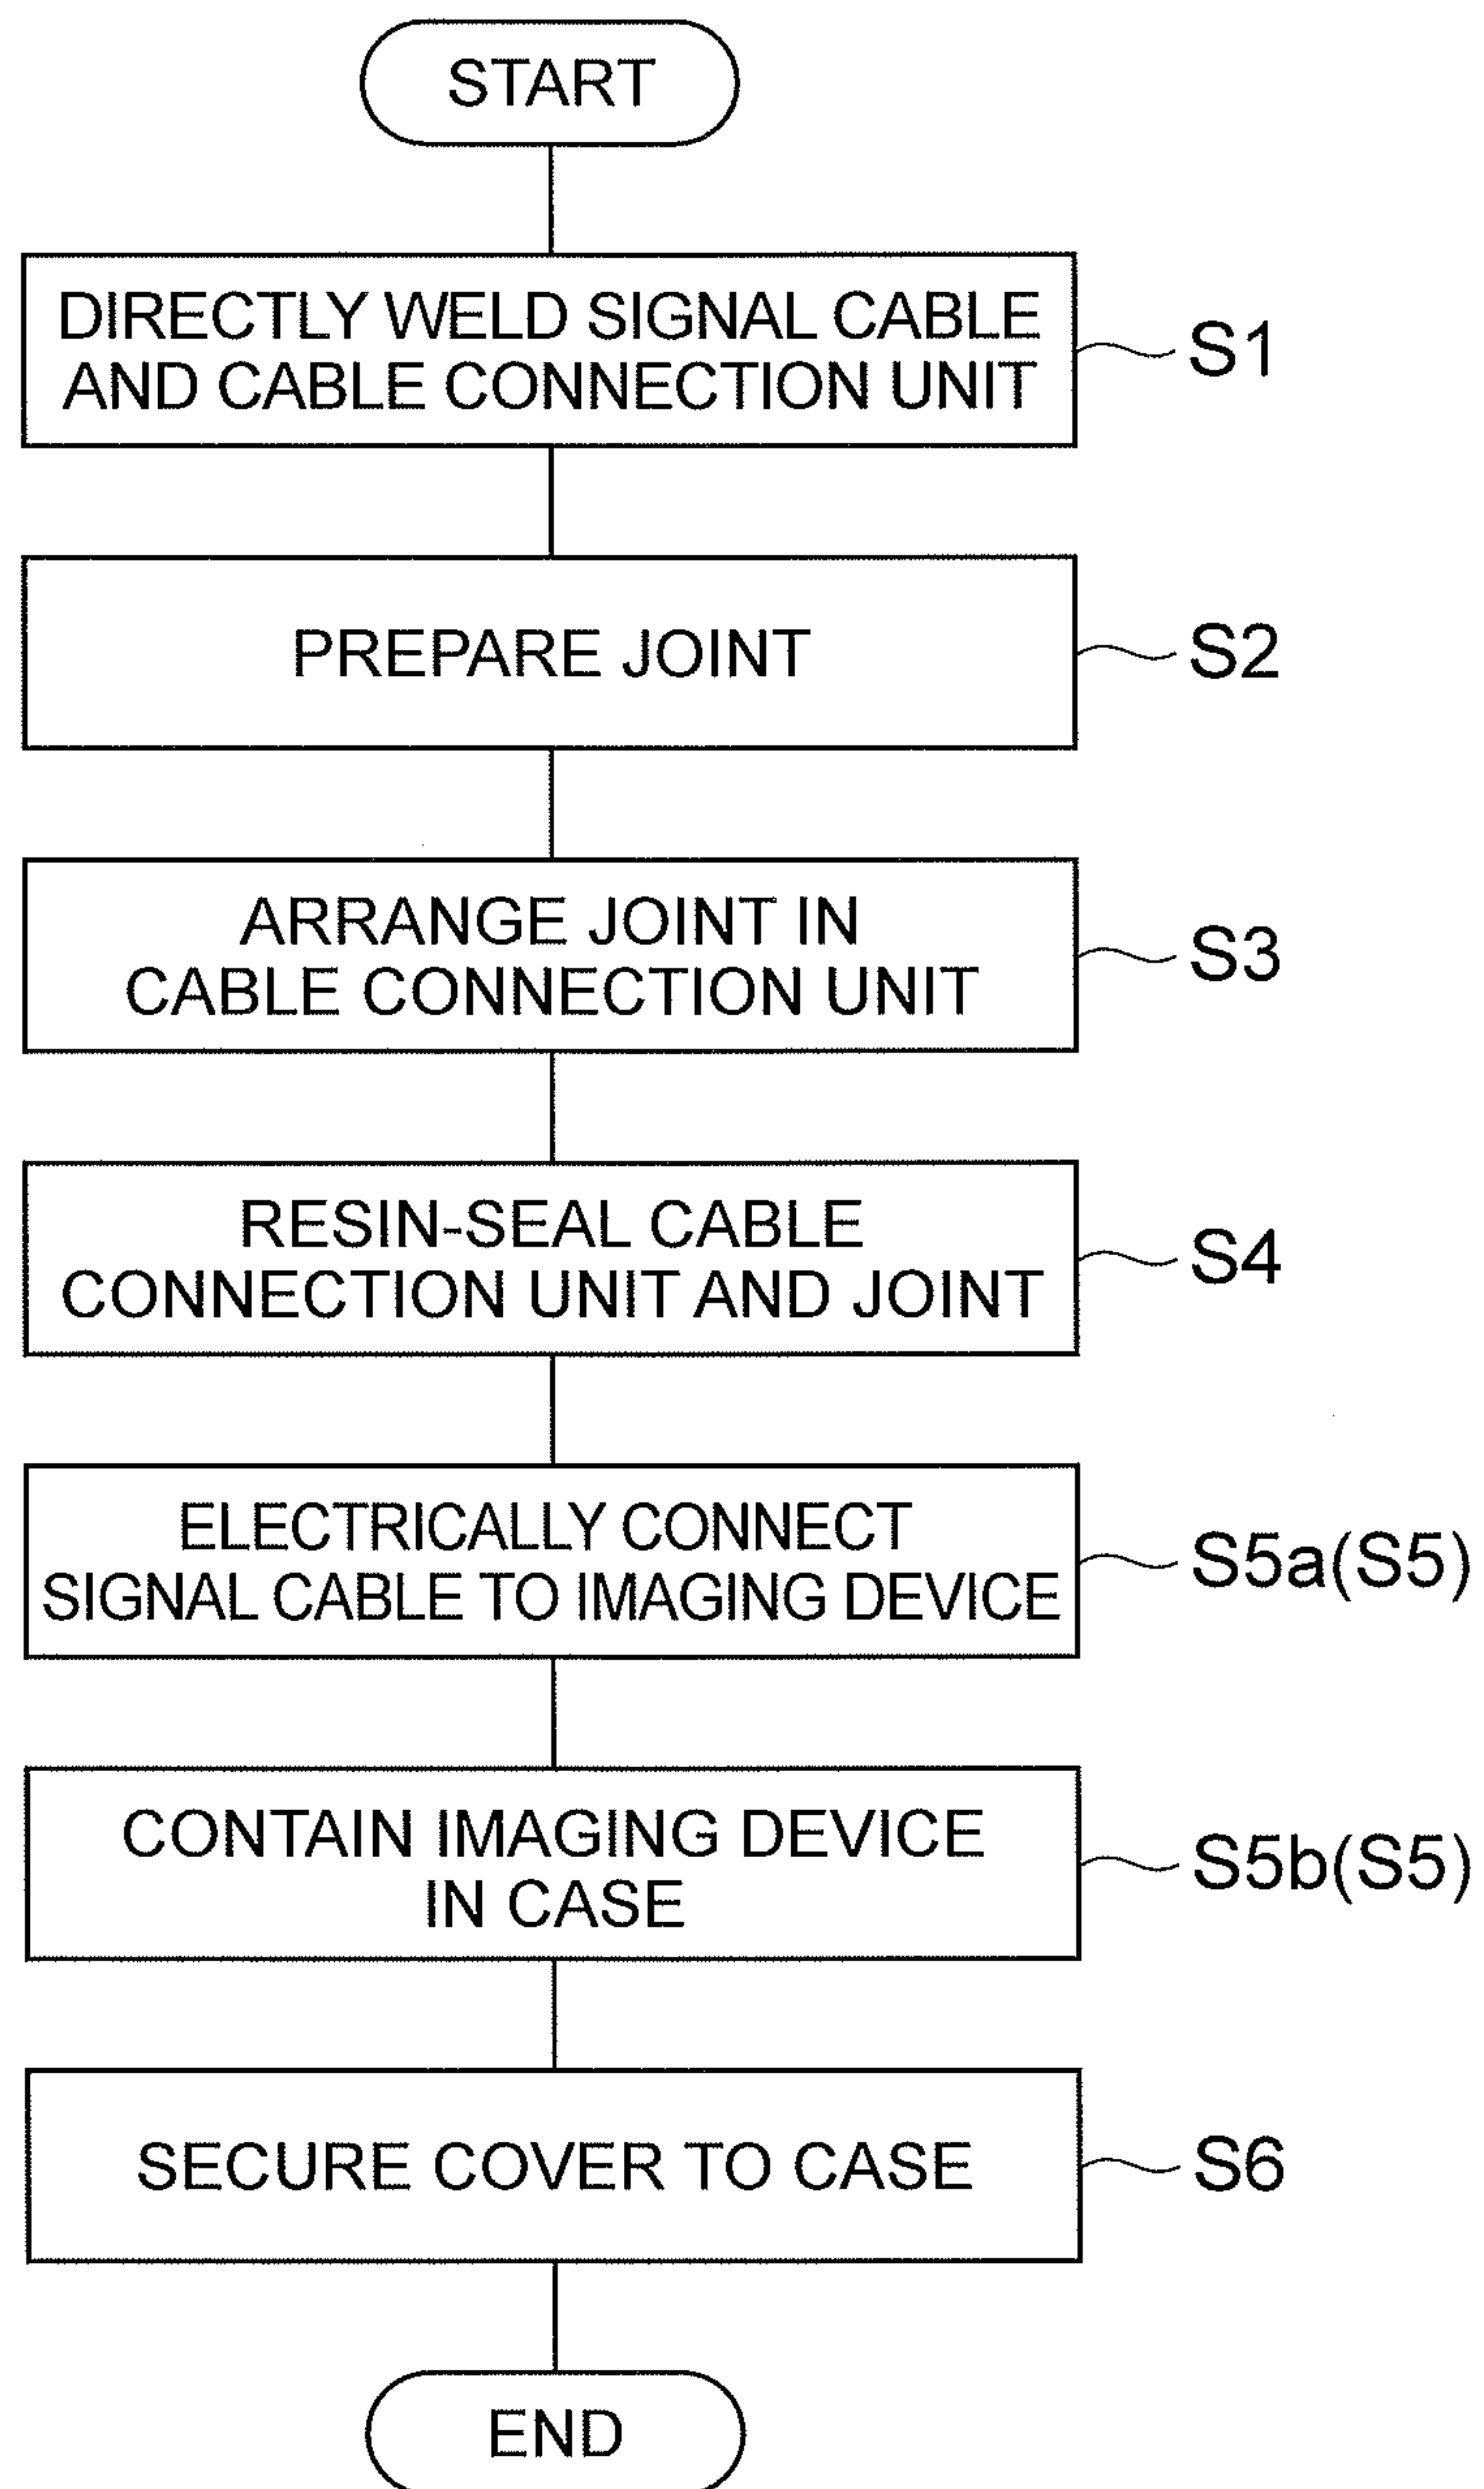 START
DIRECTLY WELD SIGNAL CABLE
AND CABLE CONNECTION UNIT
S1
PREPARE JOINT
S2
ARRANGE JOINT IN
CABLE CONNECTION UNIT
S3
RESIN-SEAL CABLE
CONNECTION UNIT AND JOINT
S4
ELECTRICALLY CONNECT
SIGNAL CABLE TO IMAGING DEVICE
S5a(S5)
CONTAIN IMAGING DEVICE
IN CASE
S5b(S5)
SECURE COVER TO CASE
S6
END